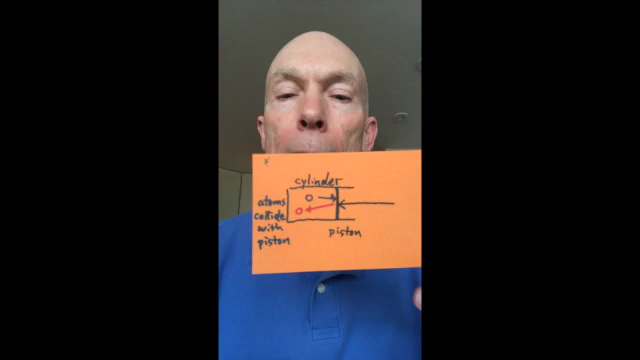 cylinder
atoms
collide
with
piston
piston